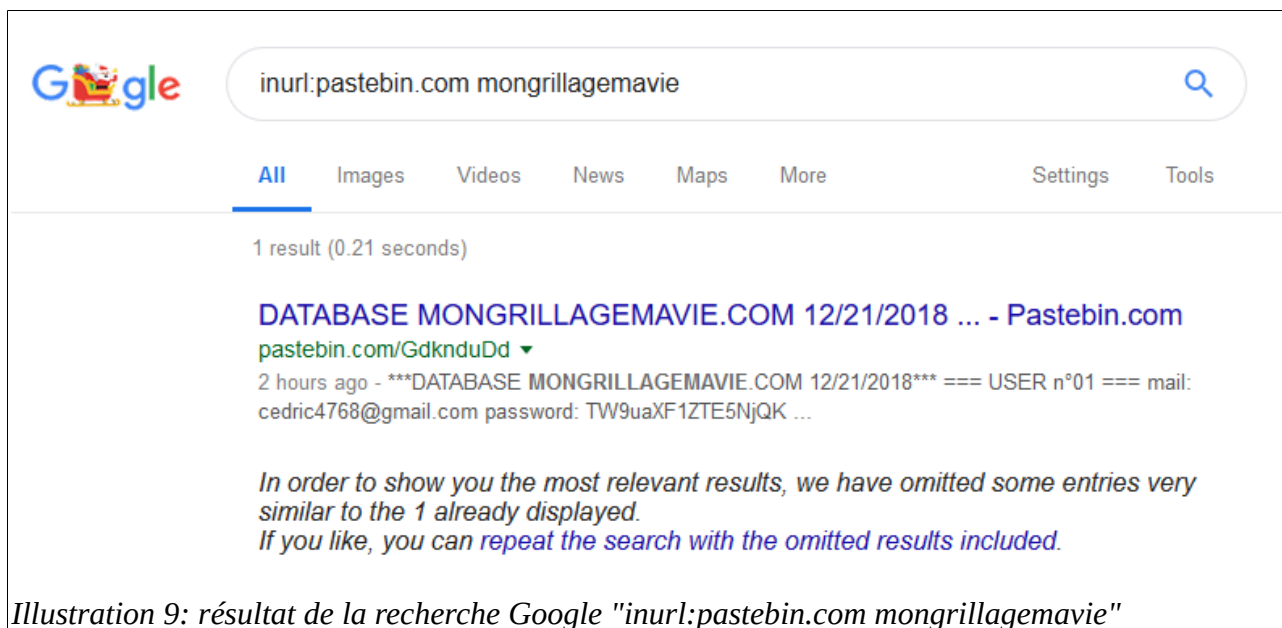 Google
inurl:pastebin.com mongrillagemavie
All Images Videos News Maps More Settings Tools
1 result (0.21 seconds)
DATABASE MONGRILLAGEMAVIE.COM 12/21/2018 ... - Pastebin.com
pastebin.com/GdknduDd
2 hours ago - ***DATABASE MONGRILLAGEMAVIE.COM 12/21/2018*** === USER n°01 === mail:
cedric4768@gmail.com password: TW9uaXF1ZTE5NjQK ...
In order to show you the most relevant results, we have omitted some entries very
similar to the 1 already displayed.
If you like, you can repeat the search with the omitted results included.
Illustration 9: résultat de la recherche Google "inurl:pastebin.com mongrillagemavie"